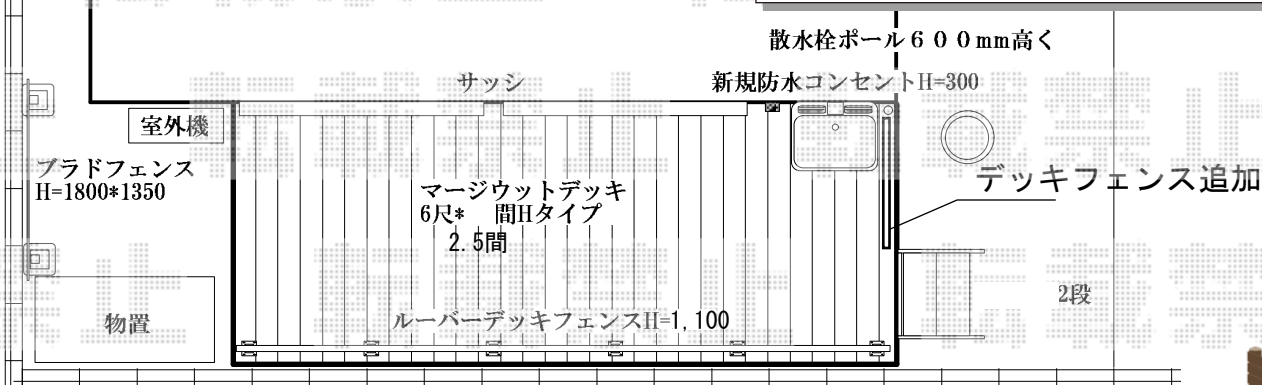 散水栓ポール６００mm高く
サッシ
新規防水コンセントH=300
室外機
ブラドフェンス
H=1800*1350
デッキフェンス追加
マージウットデッキ
6尺*　間Hタイプ
2.5間
2段
物置
ルーバーデッキフェンスH=1,100